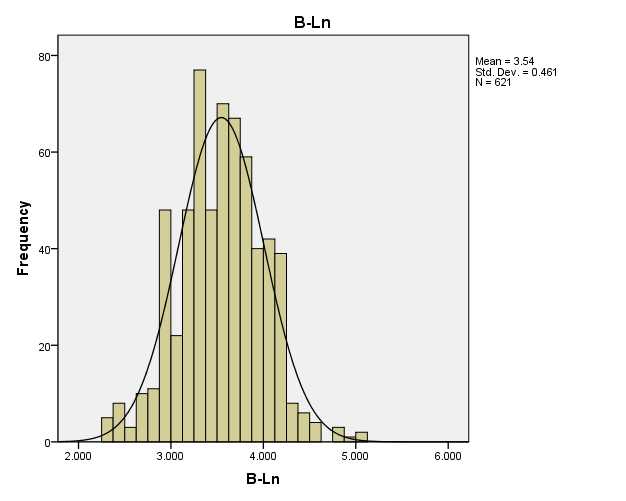 B-Ln
Mean = 3.54
Std. Dev. = 0.461
N = 621
80
60
40
20
0
Frequency
2.000 3.000 4.000 5.000 6.000
B-Ln